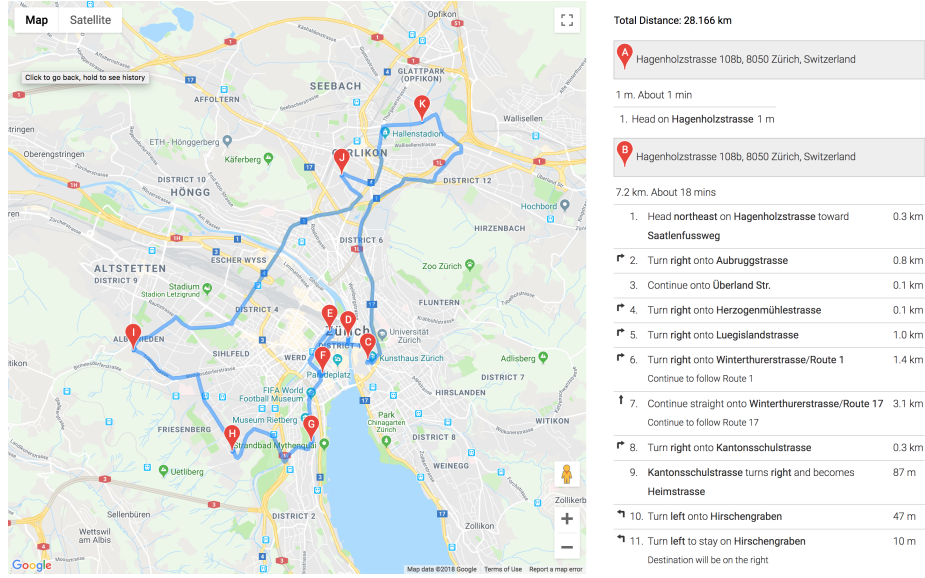 Map Satellite
Click to go back, hold to see history
Opfikon
GLATTPARK
(OPFIKON)
SEEBACH
AFFOLTERN
Wallisellen
K
Hallenstadion
ETH - Hönggerberg
OERLIKON
J
Käferberg
Oberengstringen
DISTRICT 10
HÖNGG
DISTRICT 12
Hochbord
HIRZENBACH
DISTRICT 6
ESCHER WYSS
ALTSTETTEN
DISTRICT 9
Zoo Zürich
Stadium
Stadion Letzigrund
FLUNTERN
DISTRICT 4
E
D
I
C
Universität
Zürich
ALBISRIEDEN
SIHLFELD
WERD
F
Kunsthaus Zürich
Adlisberg
Paradeplatz
DISTRICT 7
FIFA World
Football Museum
HIRSLANDEN
Museum Rietberg
Park
Chinagarten
Zürich
WITIKON
FRIESENBERG
H
G
Strandbad Mythenquai
DISTRICT 8
Uetliberg
WEINEGG
Sellenbüren
DISTRICT 2
Zollikerb
Wettswil
am Albis
Zollikon
Google
Map data ©2018 Google Terms of Use Report a map error
Total Distance: 28.166 km
A Hagenholzstrasse 108b, 8050 Zürich, Switzerland
1 m. About 1 min
1. Head on Hagenholzstrasse 1 m
B Hagenholzstrasse 108b, 8050 Zürich, Switzerland
7.2 km. About 18 mins
1. Head northeast on Hagenholzstrasse toward 0.3 km
Saatlenfussweg
2. Turn right onto Aubruggstrasse 0.8 km
3. Continue onto Überland Str. 0.1 km
4. Turn right onto Herzogenmühlestrasse 0.1 km
5. Turn right onto Luegislandstrasse 1.0 km
6. Turn right onto Winterthurerstrasse/Route 1 1.4 km
Continue to follow Route 1
7. Continue straight onto Winterthurerstrasse/Route 17 3.1 km
Continue to follow Route 17
8. Turn right onto Kantonsschulstrasse 0.3 km
9. Kantonsschulstrasse turns right and becomes 87 m
Heimstrasse
10. Turn left onto Hirschengraben 47 m
11. Turn left to stay on Hirschengraben 10 m
Destination will be on the right